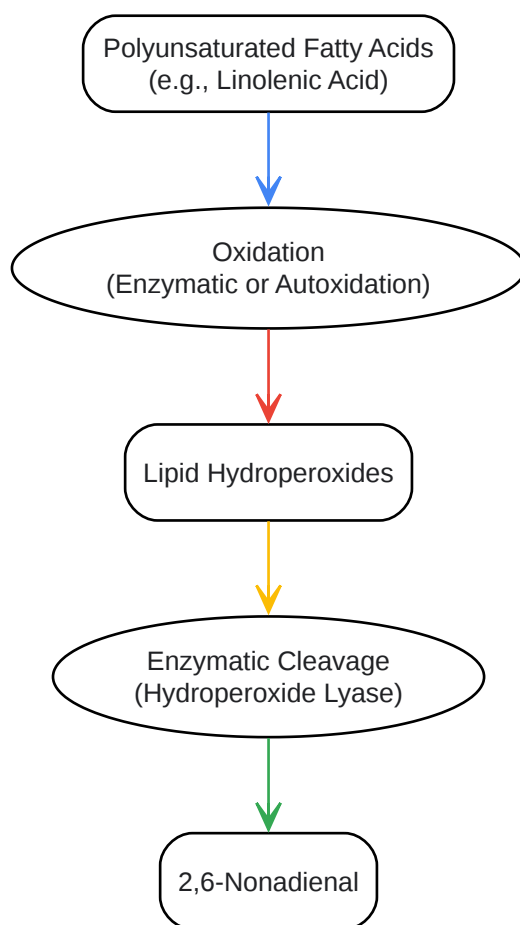 Polyunsaturated Fatty Acids
(e.g., Linolenic Acid)
Oxidation
(Enzymatic or Autoxidation)
Lipid Hydroperoxides
Enzymatic Cleavage
(Hydroperoxide Lyase)
2,6-Nonadienal